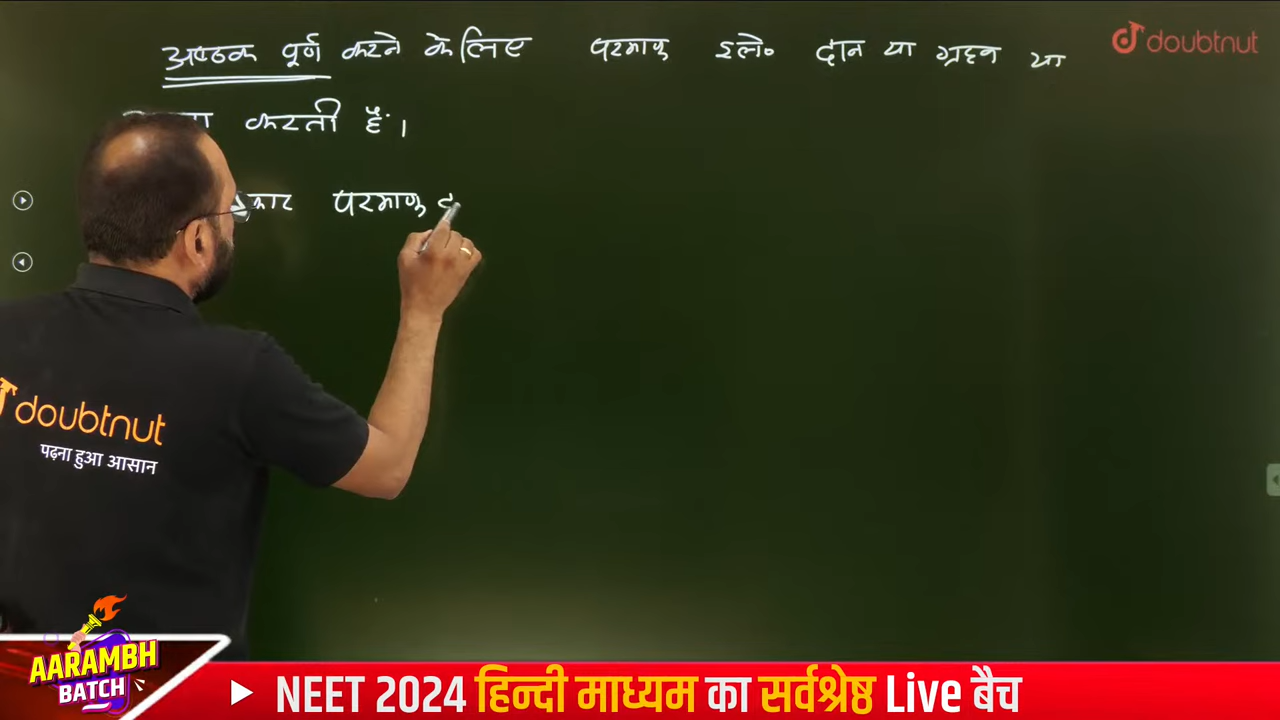 doubtnut
अष्ठक पूर्ण करने के लिए परमाणु इले० दान या ग्रहण या
करती हैं।
परमाणु
doubtnut
पढ़ना हुआ आसान
AARAMBH
BATCH
NEET 2024 हिन्दी माध्यम का सर्वश्रेष्ठ Live बैच